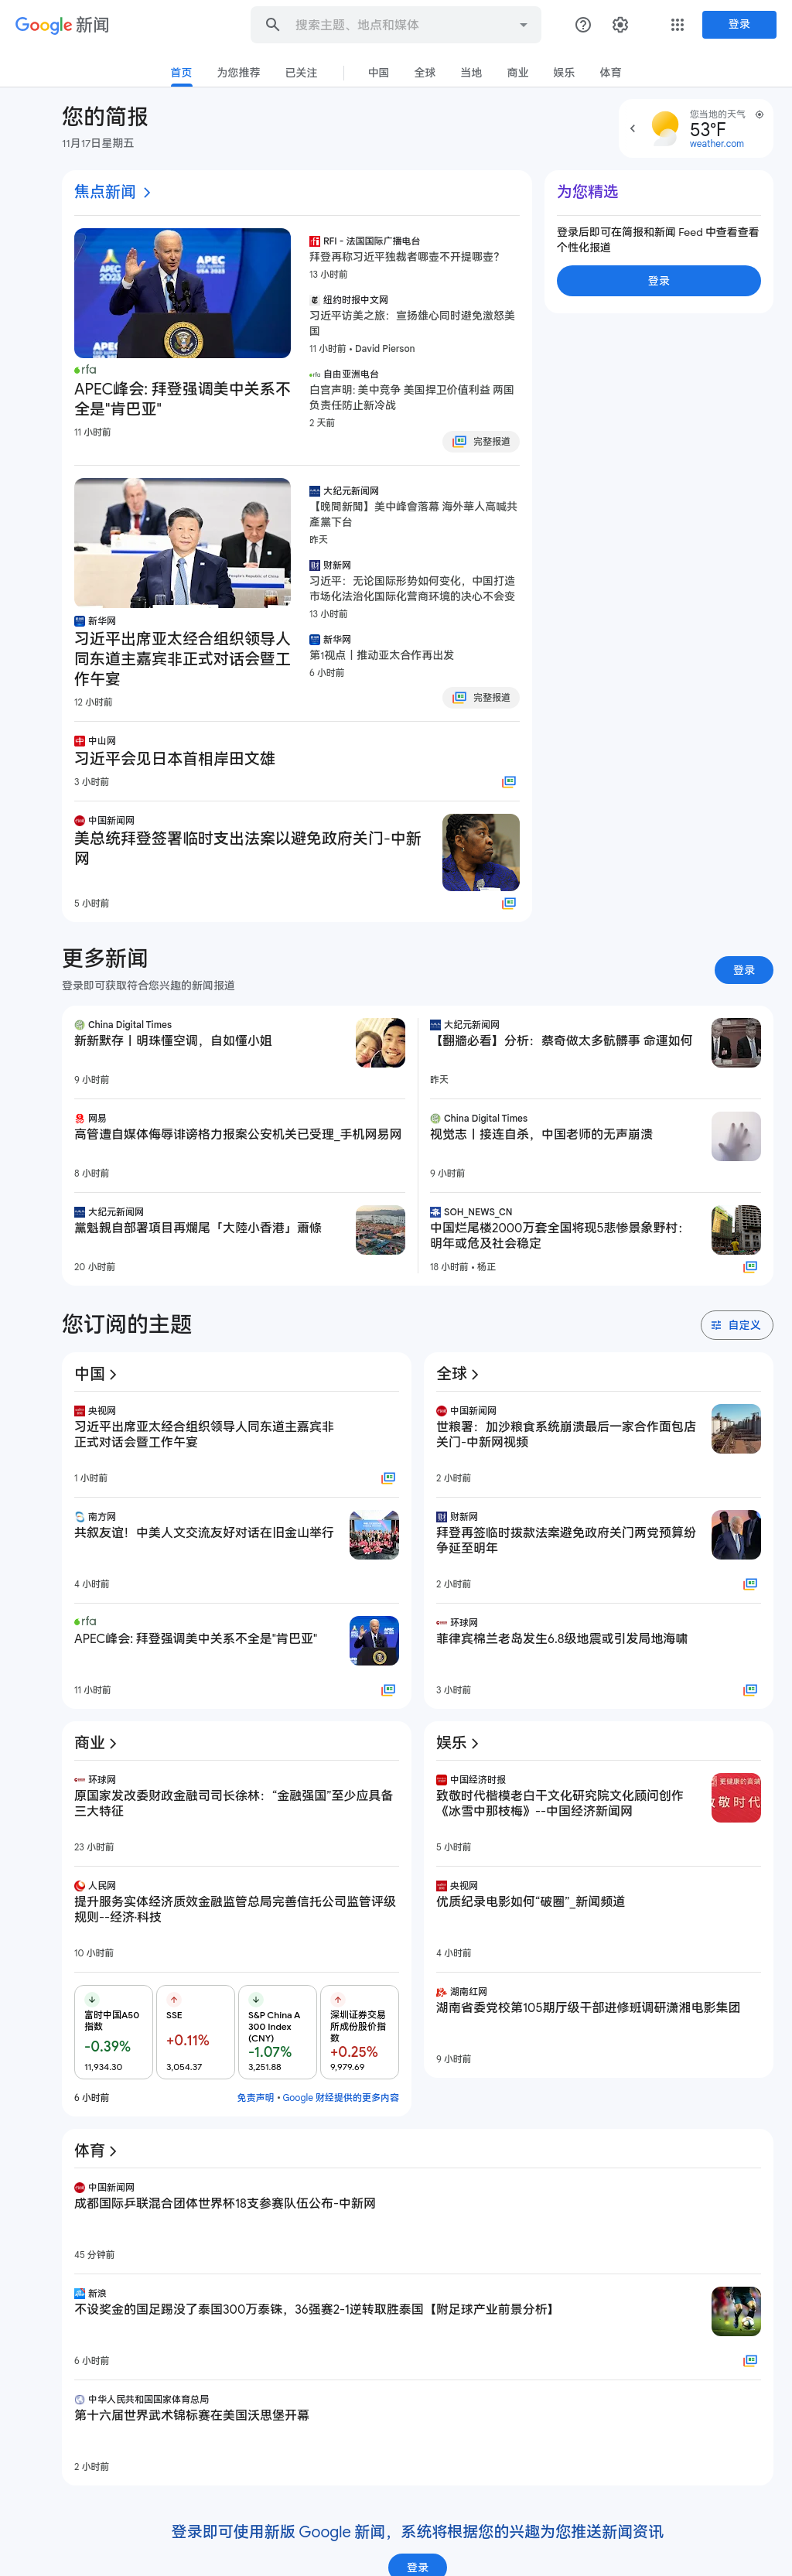 Google 新闻
搜索主题、地点和媒体
登录
首页
为您推荐
已关注
中国
全球
当地
商业
娱乐
体育
您的简报
11月17日星期五
您当地的天气
53°F
weather.com
焦点新闻
rfa
APEC峰会: 拜登强调美中关系不
全是"肯巴亚"
11 小时前
RFI - 法国国际广播电台
拜登再称习近平独裁者哪壶不开提哪壶?
13 小时前
纽约时报中文网
习近平访美之旅：宣扬雄心同时避免激怒美
国
11 小时前 • David Pierson
自由亚洲电台
白宫声明: 美中竞争 美国捍卫价值利益 两国
负责任防止新冷战
2 天前
完整报道
新华网
习近平出席亚太经合组织领导人
同东道主嘉宾非正式对话会暨工
作午宴
12 小时前
大纪元新闻网
【晚間新聞】美中峰會落幕 海外華人高喊共
產黨下台
昨天
财新网
习近平：无论国际形势如何变化，中国打造
市场化法治化国际化营商环境的决心不会变
13 小时前
新华网
第1视点丨推动亚太合作再出发
6 小时前
完整报道
中山网
习近平会见日本首相岸田文雄
3 小时前
中国新闻网
美总统拜登签署临时支出法案以避免政府关门-中新
网
5 小时前
为您精选
登录后即可在简报和新闻 Feed 中查看查看
个性化报道
登录
更多新闻
登录即可获取符合您兴趣的新闻报道
登录
China Digital Times
新新默存丨明珠懂空调，自如懂小姐
9 小时前
网易
高管遭自媒体侮辱诽谤格力报案公安机关已受理_手机网易网
8 小时前
大纪元新闻网
黨魁親自部署項目再爛尾「大陸小香港」蕭條
20 小时前
大纪元新闻网
【翻牆必看】分析：蔡奇做太多骯髒事 命運如何
昨天
China Digital Times
视觉志丨接连自杀，中国老师的无声崩溃
9 小时前
SOH_NEWS_CN
中国烂尾楼2000万套全国将现5悲惨景象野村：
明年或危及社会稳定
18 小时前 • 杨正
您订阅的主题
自定义
中国
央视网
习近平出席亚太经合组织领导人同东道主嘉宾非
正式对话会暨工作午宴
1 小时前
南方网
共叙友谊！中美人文交流友好对话在旧金山举行
4 小时前
rfa
APEC峰会: 拜登强调美中关系不全是"肯巴亚"
11 小时前
全球
中国新闻网
世粮署：加沙粮食系统崩溃最后一家合作面包店
关门-中新网视频
2 小时前
财新网
拜登再签临时拨款法案避免政府关门两党预算纷
争延至明年
2 小时前
环球网
菲律宾棉兰老岛发生6.8级地震或引发局地海啸
3 小时前
商业
环球网
原国家发改委财政金融司司长徐林：“金融强国”至少应具备
三大特征
23 小时前
人民网
提升服务实体经济质效金融监管总局完善信托公司监管评级
规则--经济·科技
10 小时前
富时中国A50
指数
-0.39%
11,934.30
SSE
+0.11%
3,054.37
S&P China A
300 Index
(CNY)
-1.07%
3,251.88
深圳证券交易
所成份股价指
数
+0.25%
9,979.69
6 小时前
免责声明 • Google 财经提供的更多内容
娱乐
中国经济时报
致敬时代楷模老白干文化研究院文化顾问创作
《冰雪中那枝梅》--中国经济新闻网
5 小时前
央视网
优质纪录电影如何“破圈”_新闻频道
4 小时前
湖南红网
湖南省委党校第105期厅级干部进修班调研潇湘电影集团
9 小时前
体育
中国新闻网
成都国际乒联混合团体世界杯18支参赛队伍公布-中新网
45 分钟前
新浪
不设奖金的国足踢没了泰国300万泰铢，36强赛2-1逆转取胜泰国【附足球产业前景分析】
6 小时前
中华人民共和国国家体育总局
第十六届世界武术锦标赛在美国沃思堡开幕
2 小时前
登录即可使用新版 Google 新闻，系统将根据您的兴趣为您推送新闻资讯
登录